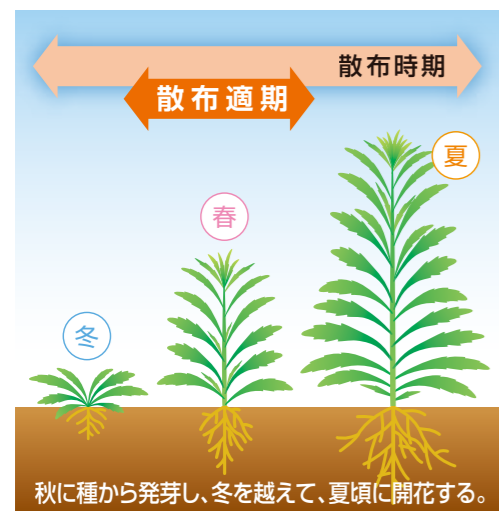 散布時期
散布適期
夏
春
冬
秋に種から発芽し、冬を越えて、夏頃に開花する。